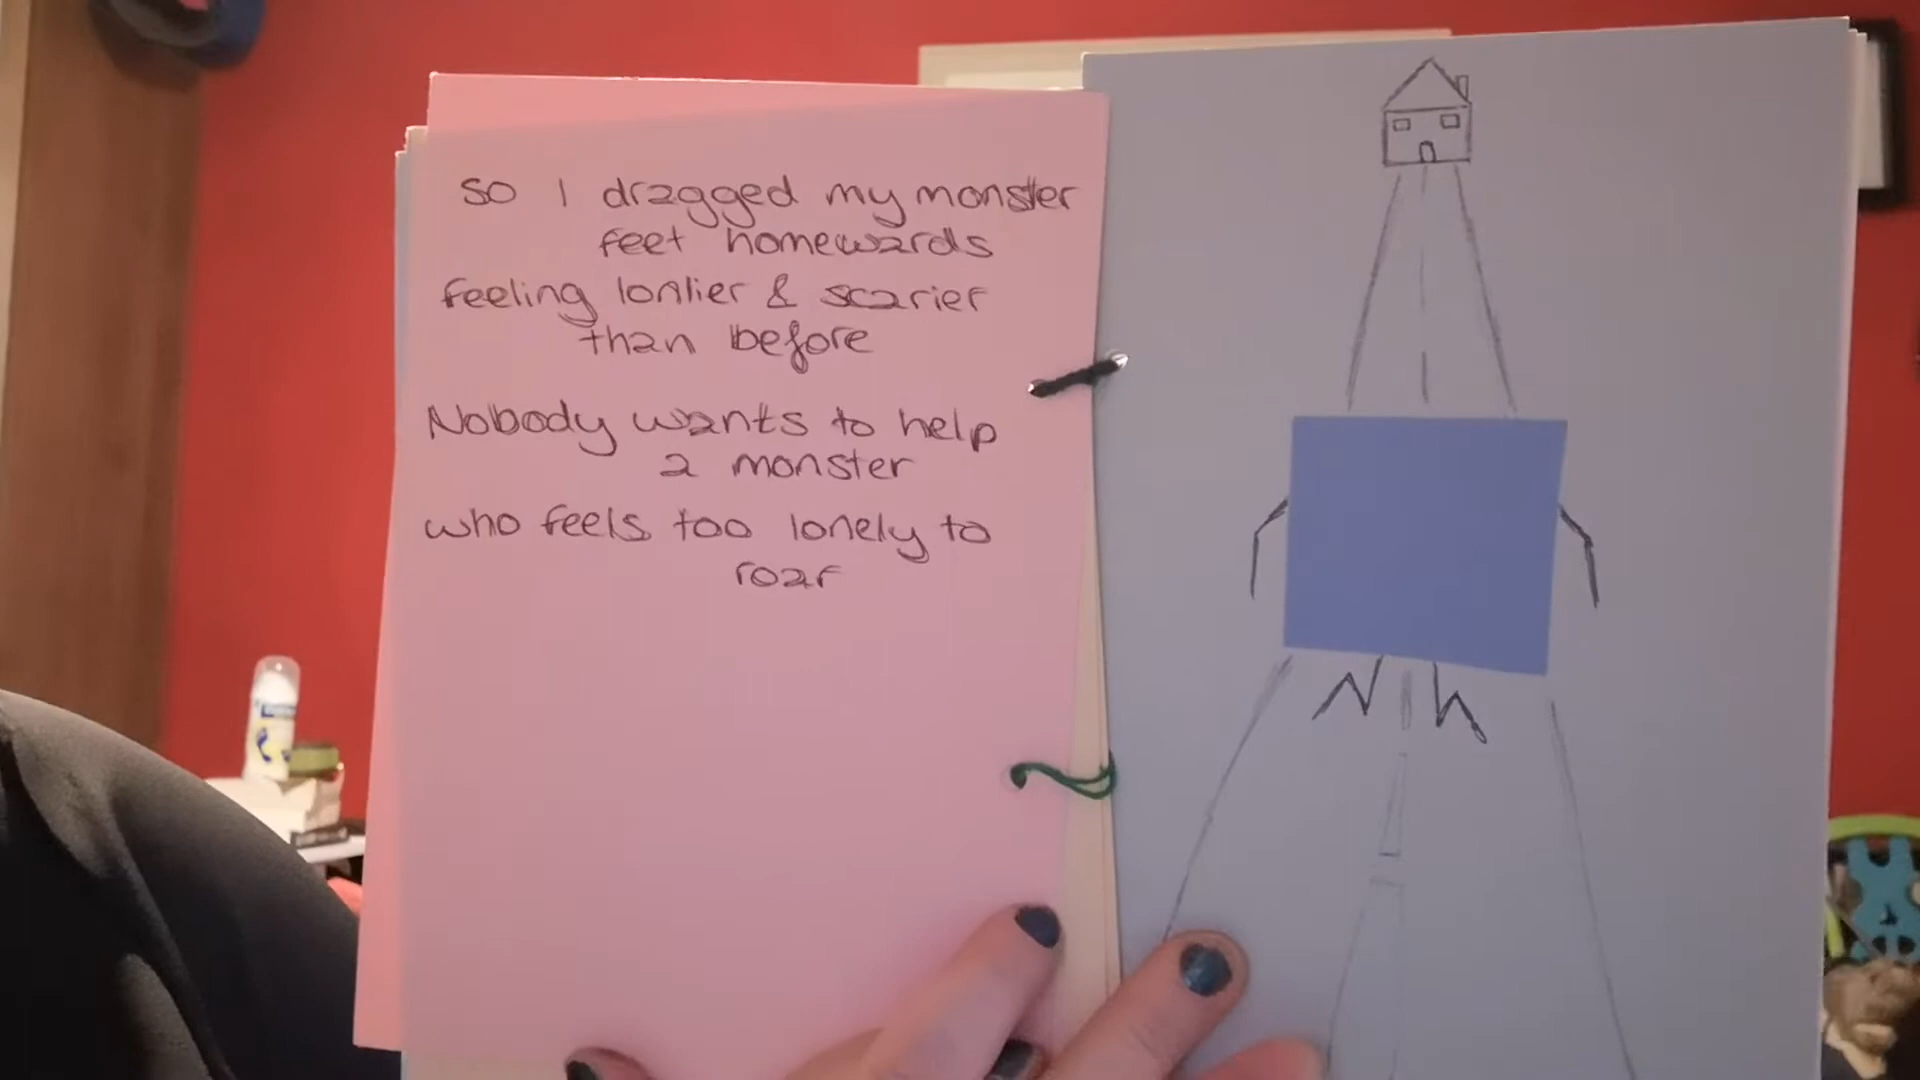 so I dragged my monster
feet homewards
feeling lonlier & scarier
than before
Nobody wants to help
a monster
who feels too lonely to
roar